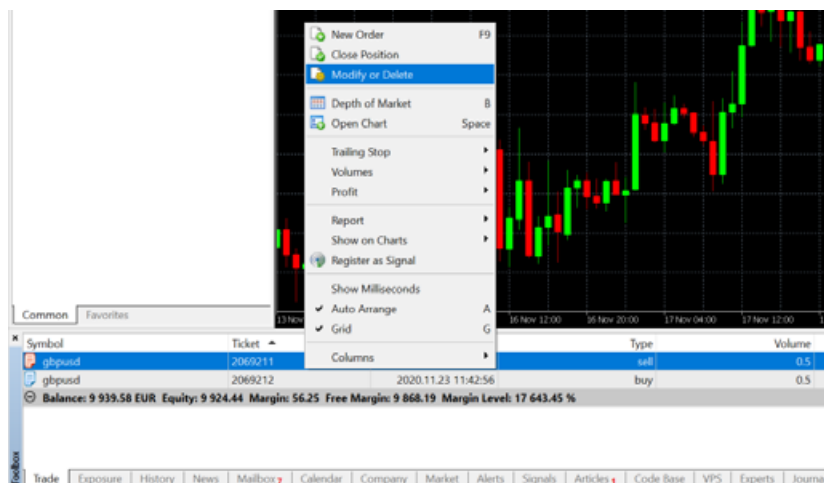 New Order F9
Close Position
Modify or Delete
Depth of Market B
Open Chart Space
Trailing Stop
Volumes
Profit
Report
Show on Charts
Register as Signal
Show Milliseconds
Auto Arrange A
Grid G
Columns
Common Favorites
13 Nov 16 Nov 12:00 16 Nov 20:00 17 Nov 04:00 17 Nov 12:00
Symbol Ticket Type Volume
gbpusd 2069211 sell 0.5
gbpusd 2069212 2020.11.23 11:42:56 buy 0.5
Balance: 9 939.58 EUR Equity: 9 924.44 Margin: 56.25 Free Margin: 9 868.19 Margin Level: 17 643.45 %
Toolbox
Trade Exposure History News Mailbox 7 Calendar Company Market Alerts Signals Articles 1 Code Base VPS Experts Journa